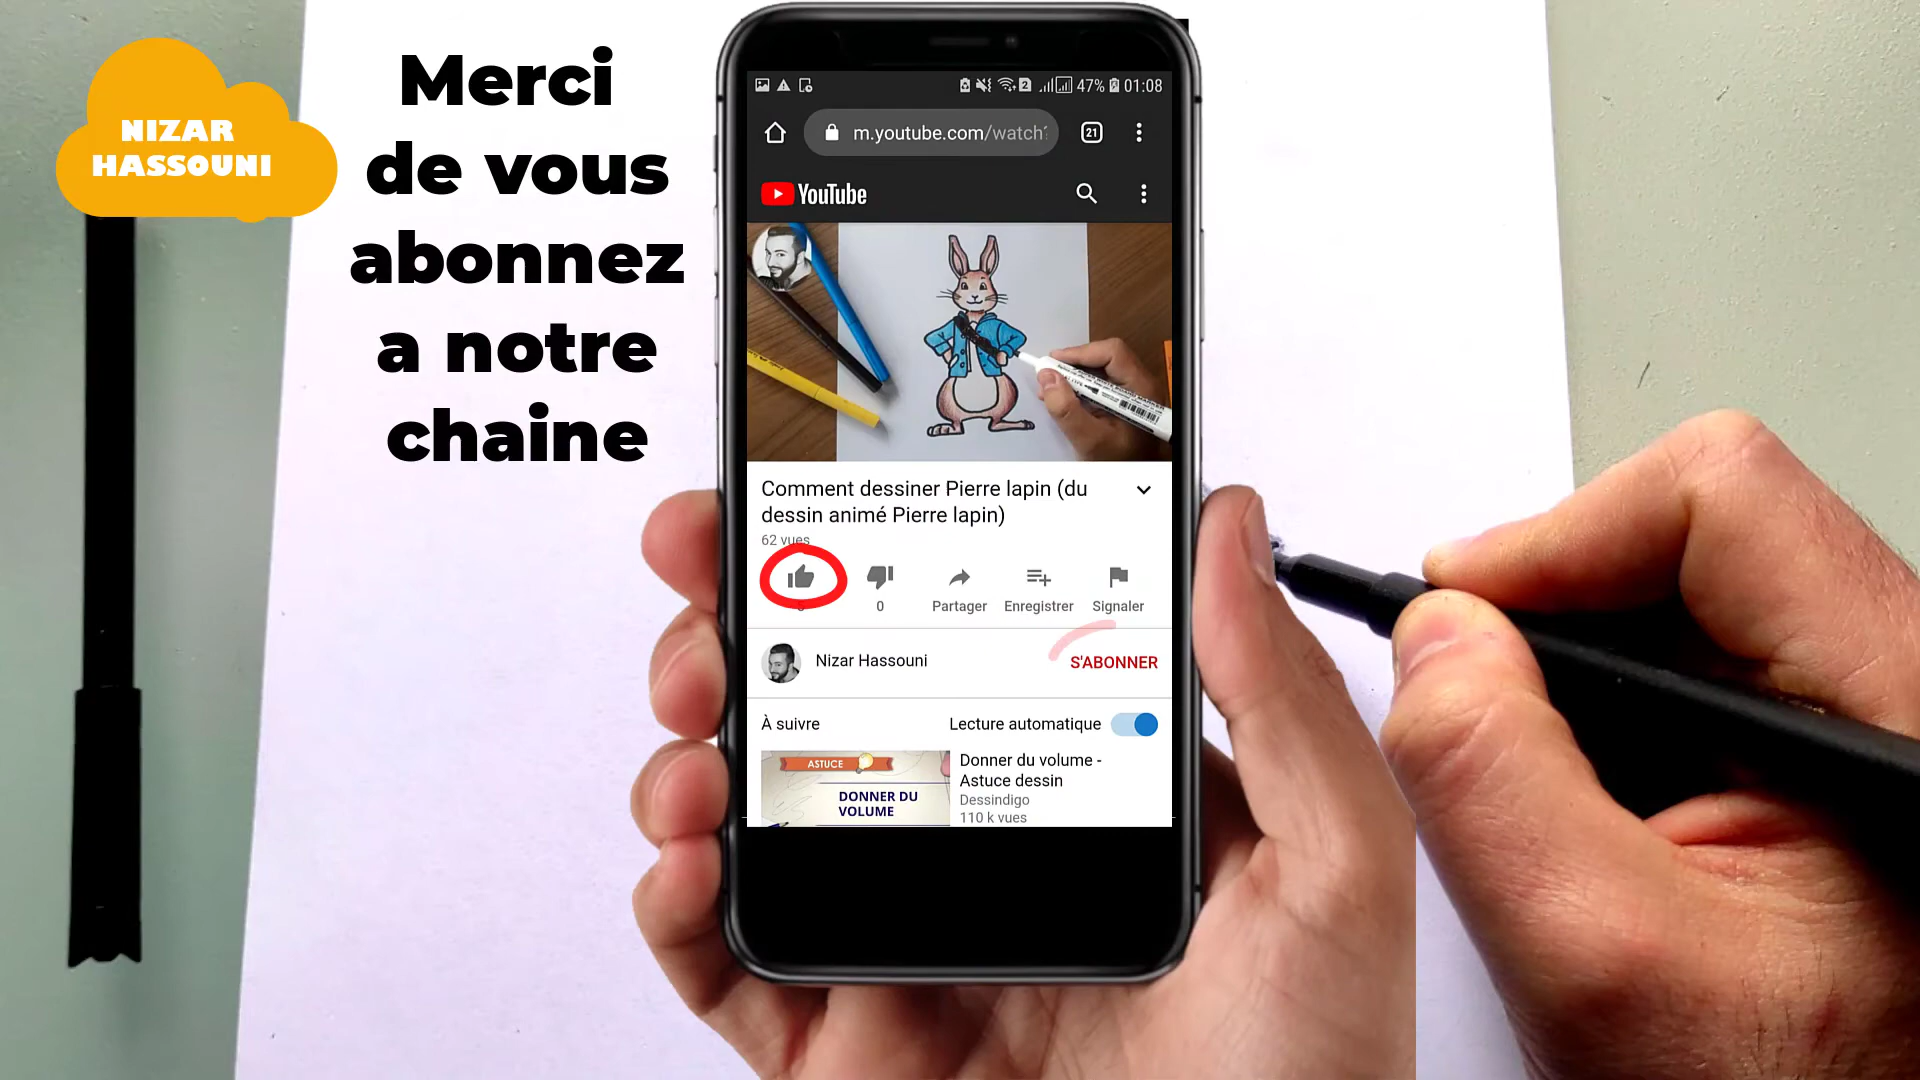 NIZAR
HASSOUNI
Merci
de vous
abonnez
a notre
chaine
47% 01:08
m.youtube.com/watch?
21
YouTube
Comment dessiner Pierre lapin (du
dessin animé Pierre lapin)
62 vues
5
0
Partager
Enregistrer
Signaler
Nizar Hassouni
S'ABONNER
À suivre
Lecture automatique
ASTUCE
DONNER DU
VOLUME
Donner du volume -
Astuce dessin
Dessindigo
110 k vues